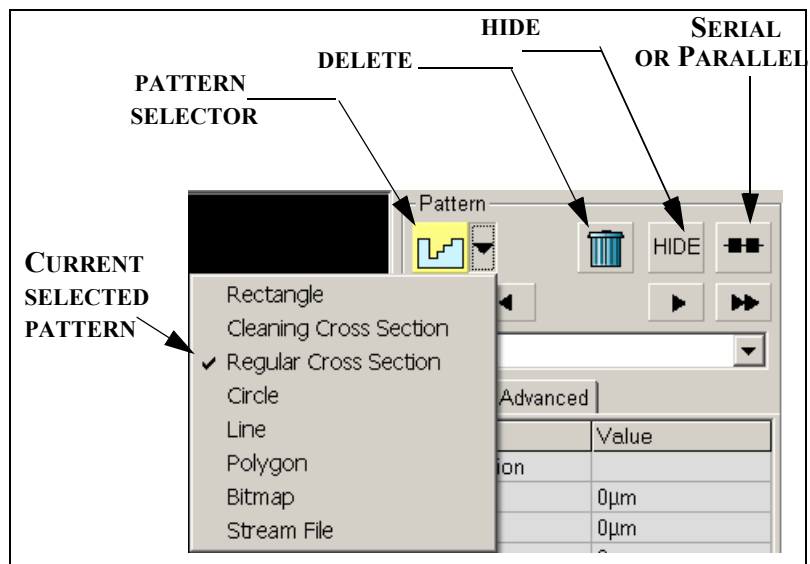 HIDE
SERIAL
OR PARALLEL
DELETE
PATTERN
SELECTOR
Pattern
HIDE
CURRENT
SELECTED
PATTERN
Rectangle
Cleaning Cross Section
Regular Cross Section
Circle
Line
Polygon
Bitmap
Stream File
Advanced
Value
ion
0µm
0µm